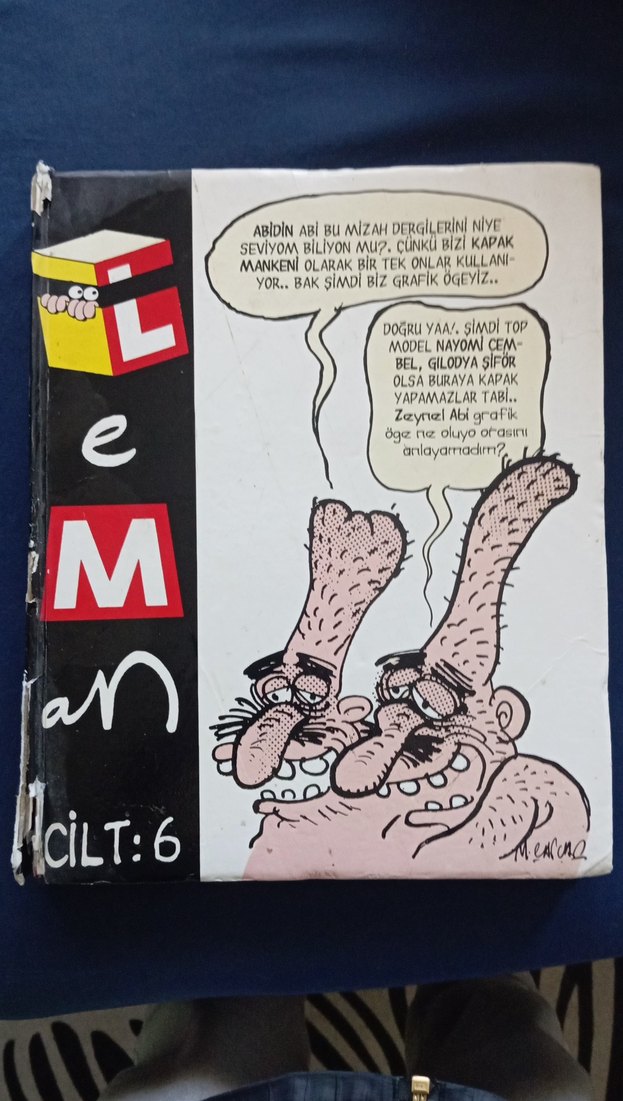 L
e
M
an
CİLT: 6
ABİDİN ABİ BU MİZAH DERGİLERİNİ NİYE
SEVİYOM BİLİYON MU?. ÇÜNKÜ BİZİ KAPAK
MANKENİ OLARAK BİR TEK ONLAR KULLANI-
YOR.. BAK ŞİMDİ BİZ GRAFİK ÖGEYİZ..
DOĞRU YAA!. ŞİMDİ TOP
MODEL NAYOMİ CEM-
BEL, GILODYA ŞİFÖR
OLSA BURAYA KAPAK
YAPAMAZLAR TABİ..
Zeynel Abi grafik
öge ne oluyo orasını
anlayamadım?